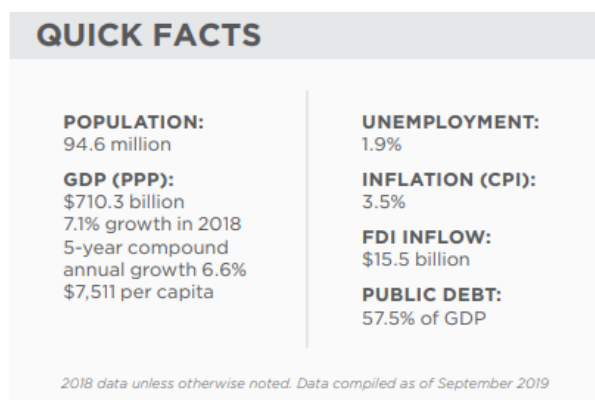 QUICK FACTS
POPULATION:
94.6 million
GDP (PPP):
$710.3 billion
7.1% growth in 2018
5-year compound
annual growth 6.6%
$7,511 per capita
UNEMPLOYMENT:
1.9%
INFLATION (CPI):
3.5%
FDI INFLOW:
$15.5 billion
PUBLIC DEBT:
57.5% of GDP
2018 data unless otherwise noted. Data compiled as of September 2019